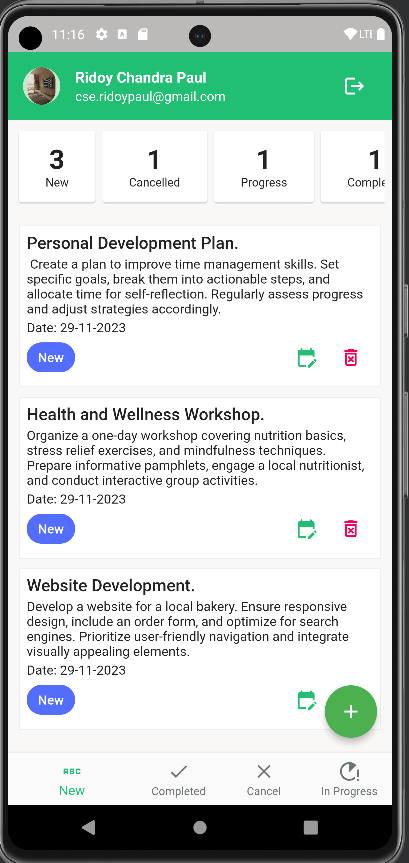 11:16 A LTI
Ridoy Chandra Paul
cse.ridoypaul@gmail.com
3 1 1 1
New Cancelled Progress Comple
Personal Development Plan.
Create a plan to improve time management skills. Set
specific goals, break them into actionable steps, and
allocate time for self-reflection. Regularly assess progress
and adjust strategies accordingly.
Date: 29-11-2023
New
Health and Wellness Workshop.
Organize a one-day workshop covering nutrition basics,
stress relief exercises, and mindfulness techniques.
Prepare informative pamphlets, engage a local nutritionist,
and conduct interactive group activities.
Date: 29-11-2023
New
Website Development.
Develop a website for a local bakery. Ensure responsive
design, include an order form, and optimize for search
engines. Prioritize user-friendly navigation and integrate
visually appealing elements.
Date: 29-11-2023
New
ABC
New Completed Cancel In Progress